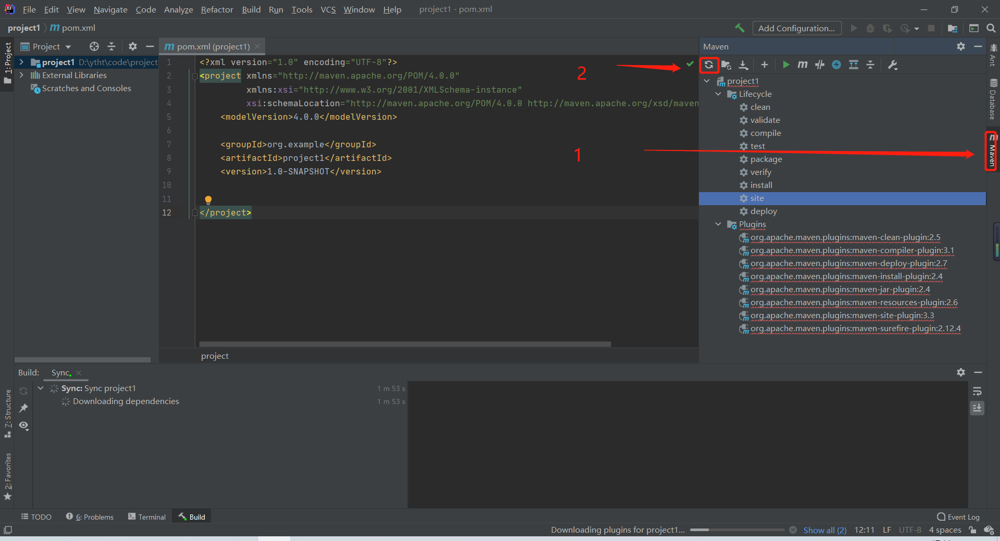 File Edit View Navigate Code Analyze Refactor Build Run Tools VCS Window Help project1 - pom.xml
project1 pom.xml Add Configuration...
1: Project
Project
project1 D:\ytht\code\project
External Libraries
Scratches and Consoles
pom.xml (project1)
1 <?xml version="1.0" encoding="UTF-8"?>
2 <project xmlns="http://maven.apache.org/POM/4.0.0"
3 xmlns:xsi="http://www.w3.org/2001/XMLSchema-instance"
4 xsi:schemaLocation="http://maven.apache.org/POM/4.0.0 http://maven.apache.org/xsd/maven
5 <modelVersion>4.0.0</modelVersion>
6
7 <groupId>org.example</groupId>
8 <artifactId>project1</artifactId>
9 <version>1.0-SNAPSHOT</version>
10
11
12 </project>
project
2
1
Maven
project1
Lifecycle
clean
validate
compile
test
package
verify
install
site
deploy
Plugins
org.apache.maven.plugins:maven-clean-plugin:2.5
org.apache.maven.plugins:maven-compiler-plugin:3.1
org.apache.maven.plugins:maven-deploy-plugin:2.7
org.apache.maven.plugins:maven-install-plugin:2.4
org.apache.maven.plugins:maven-jar-plugin:2.4
org.apache.maven.plugins:maven-resources-plugin:2.6
org.apache.maven.plugins:maven-site-plugin:3.3
org.apache.maven.plugins:maven-surefire-plugin:2.12.4
Ant
Database
Maven
Build: Sync
Sync: Sync project1 1 m 53 s
Downloading dependencies 1 m 53 s
7: Structure
2: Favorites
TODO 6: Problems Terminal Build Event Log
Downloading plugins for project1... Show all (2) 12:11 LF UTF-8 4 spaces